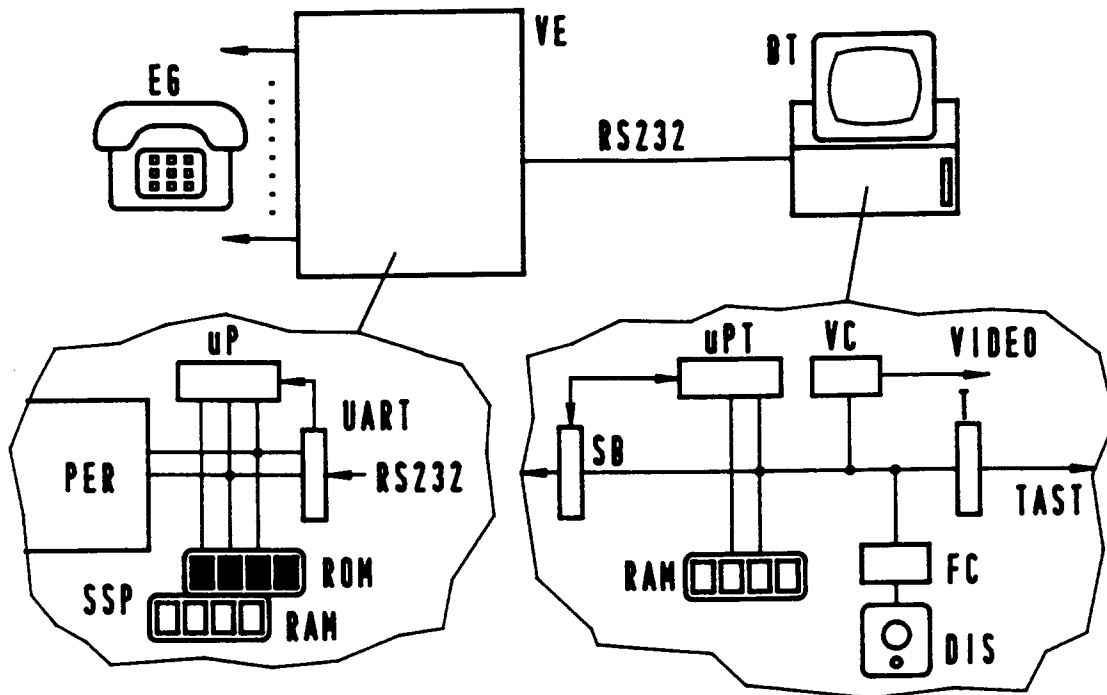 VE
BT
EG
RS232
uP
UART
PER
RS232
ROM
SSP
RAM
uPT
VC
VIDEO
SB
TAST
RAM
FC
DIS